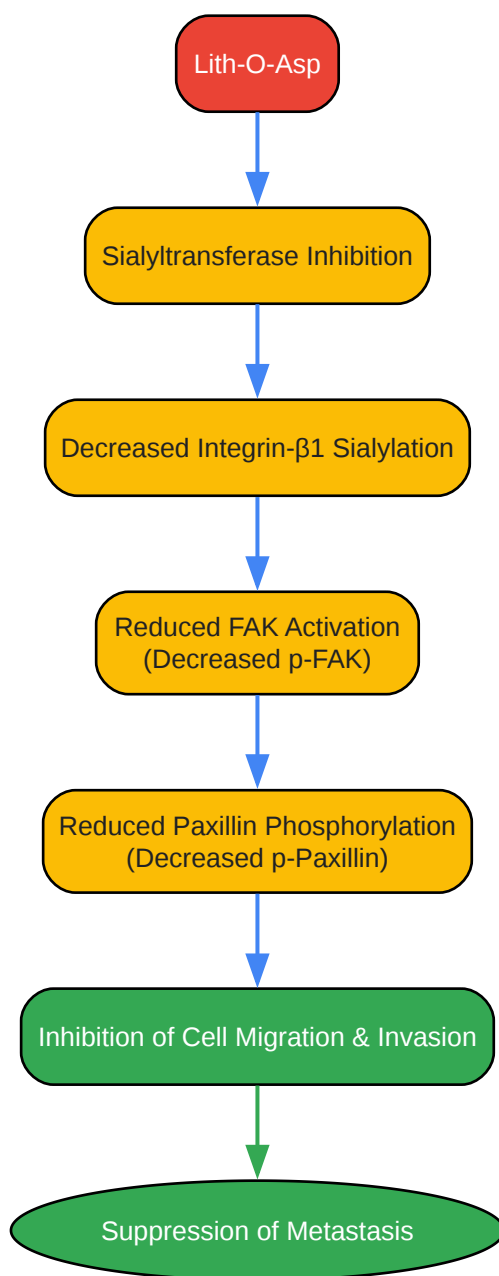 Lith-O-Asp
Sialyltransferase Inhibition
Decreased Integrin-β1 Sialylation
Reduced FAK Activation
(Decreased p-FAK)
Reduced Paxillin Phosphorylation
(Decreased p-Paxillin)
Inhibition of Cell Migration & Invasion
Suppression of Metastasis